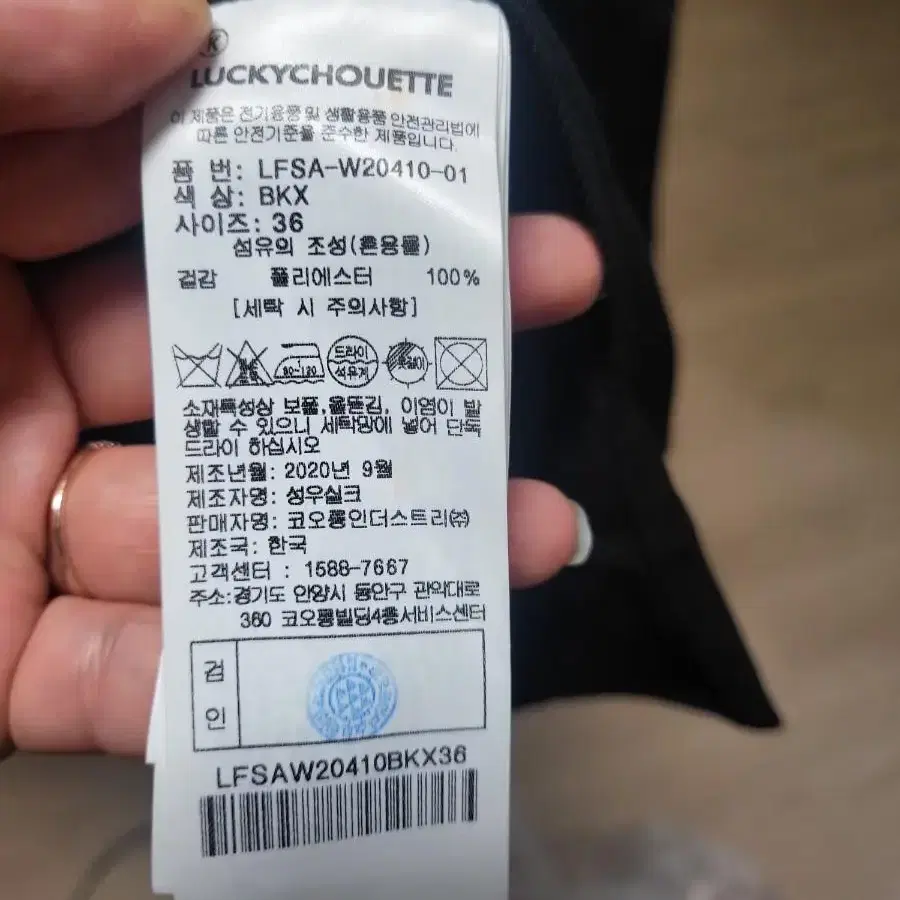 LUCKYCHOUETTE
이 제품은 전기용품 및 생활용품 안전관리법에
따른 안전기준을 준수한 제품입니다.
품 번: LFSA-W20410-01
색 상: BKX
사이즈: 36
섬유의 조성(혼용률)
겉감 폴리에스터 100%
[세탁 시 주의사항]
80~120
드라이
석유계
옷걸이
소재특성상 보풀,올뜯김, 이염이 발
생할 수 있으니 세탁망에 넣어 단독
드라이 하십시오
제조년월: 2020년 9월
제조자명: 성우실크
판매자명: 코오롱인더스트리㈜
제조국: 한국
고객센터 : 1588-7667
주소:경기도 안양시 동안구 관악대로
360 코오롱빌딩4층서비스센터
검
인
LFSAW20410BKX36